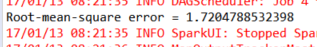 17/01/13 08:21:35 INFO DAGScheduler: Job 4
Root-mean-square error = 1.7204788532398
17/01/13 08:21:35 INFO SparkUI: Stopped Spar